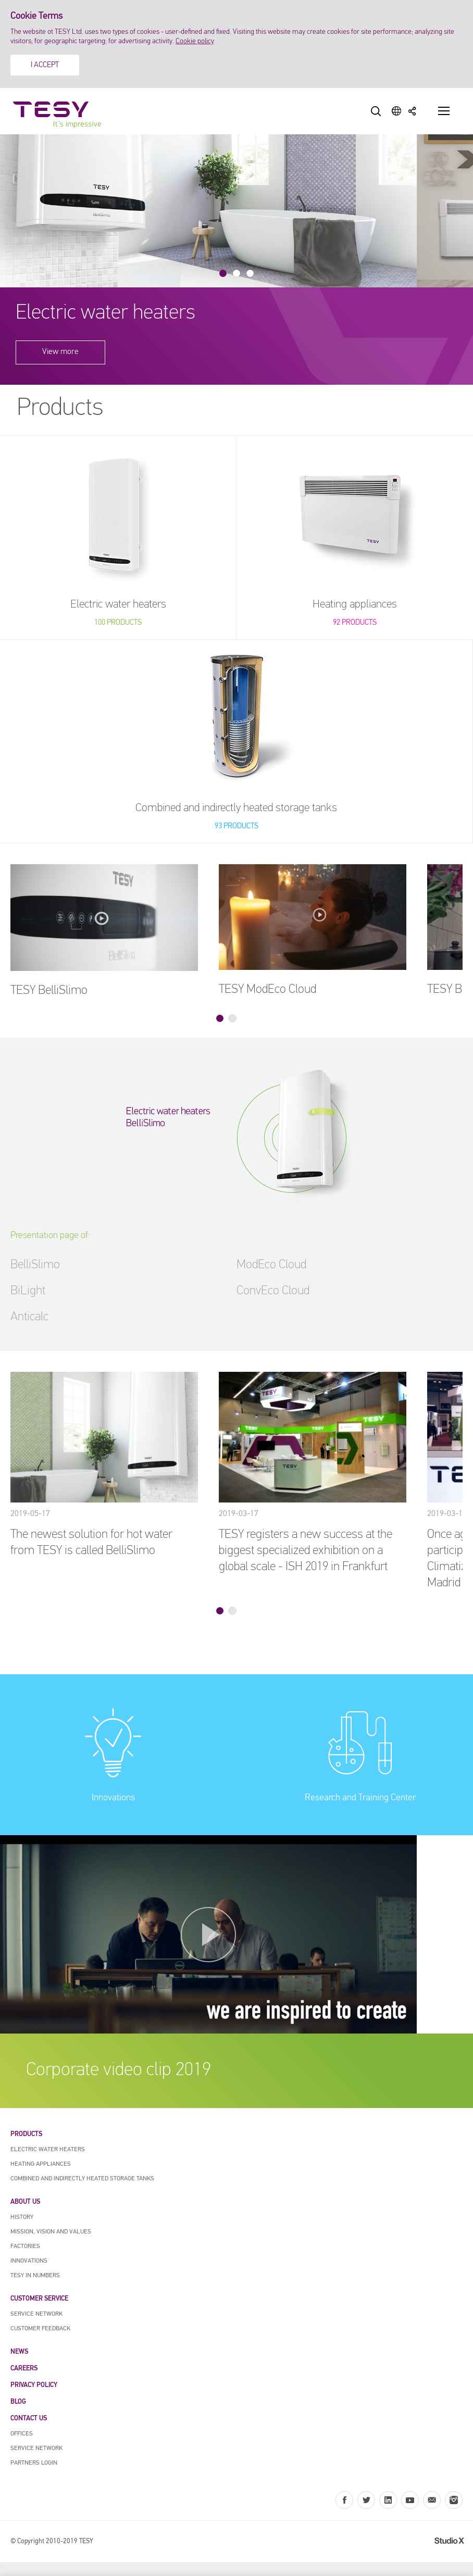 Cookie Terms
The website ot TESY Ltd. uses two types of cookies - user-defined and fixed. Visiting this website may create cookies for site performance; analyzing site
visitors; for geographic targeting; for advertising activity. Cookie policy
I ACCEPT
TESY
It's impressive
TESY
Electric water heaters
View more
Products
TESY
Electric water heaters
100 PRODUCTS
Heating appliances
92 PRODUCTS
Combined and indirectly heated storage tanks
93 PRODUCTS
TESY
BelliSlimo
TESY BelliSlimo
TESY ModEco Cloud
TESY B
Electric water heaters
BelliSlimo
Presentation page of:
BelliSlimo
ModEco Cloud
BiLight
ConvEco Cloud
Anticalc
TESY
TESY
TESY
2019-05-17
2019-03-17
2019-03-1
The newest solution for hot water
from TESY is called BelliSlimo
TESY registers a new success at the
biggest specialized exhibition on a
global scale - ISH 2019 in Frankfurt
Once ag
particip
Climatiz
Madrid
Innovations
Research and Training Center
we are inspired to create
Corporate video clip 2019
PRODUCTS
ELECTRIC WATER HEATERS
HEATING APPLIANCES
COMBINED AND INDIRECTLY HEATED STORAGE TANKS
ABOUT US
HISTORY
MISSION, VISION AND VALUES
FACTORIES
INNOVATIONS
TESY IN NUMBERS
CUSTOMER SERVICE
SERVICE NETWORK
CUSTOMER FEEDBACK
NEWS
CAREERS
PRIVACY POLICY
BLOG
CONTACT US
OFFICES
SERVICE NETWORK
PARTNERS LOGIN
© Copyright 2010-2019 TESY
Studio X